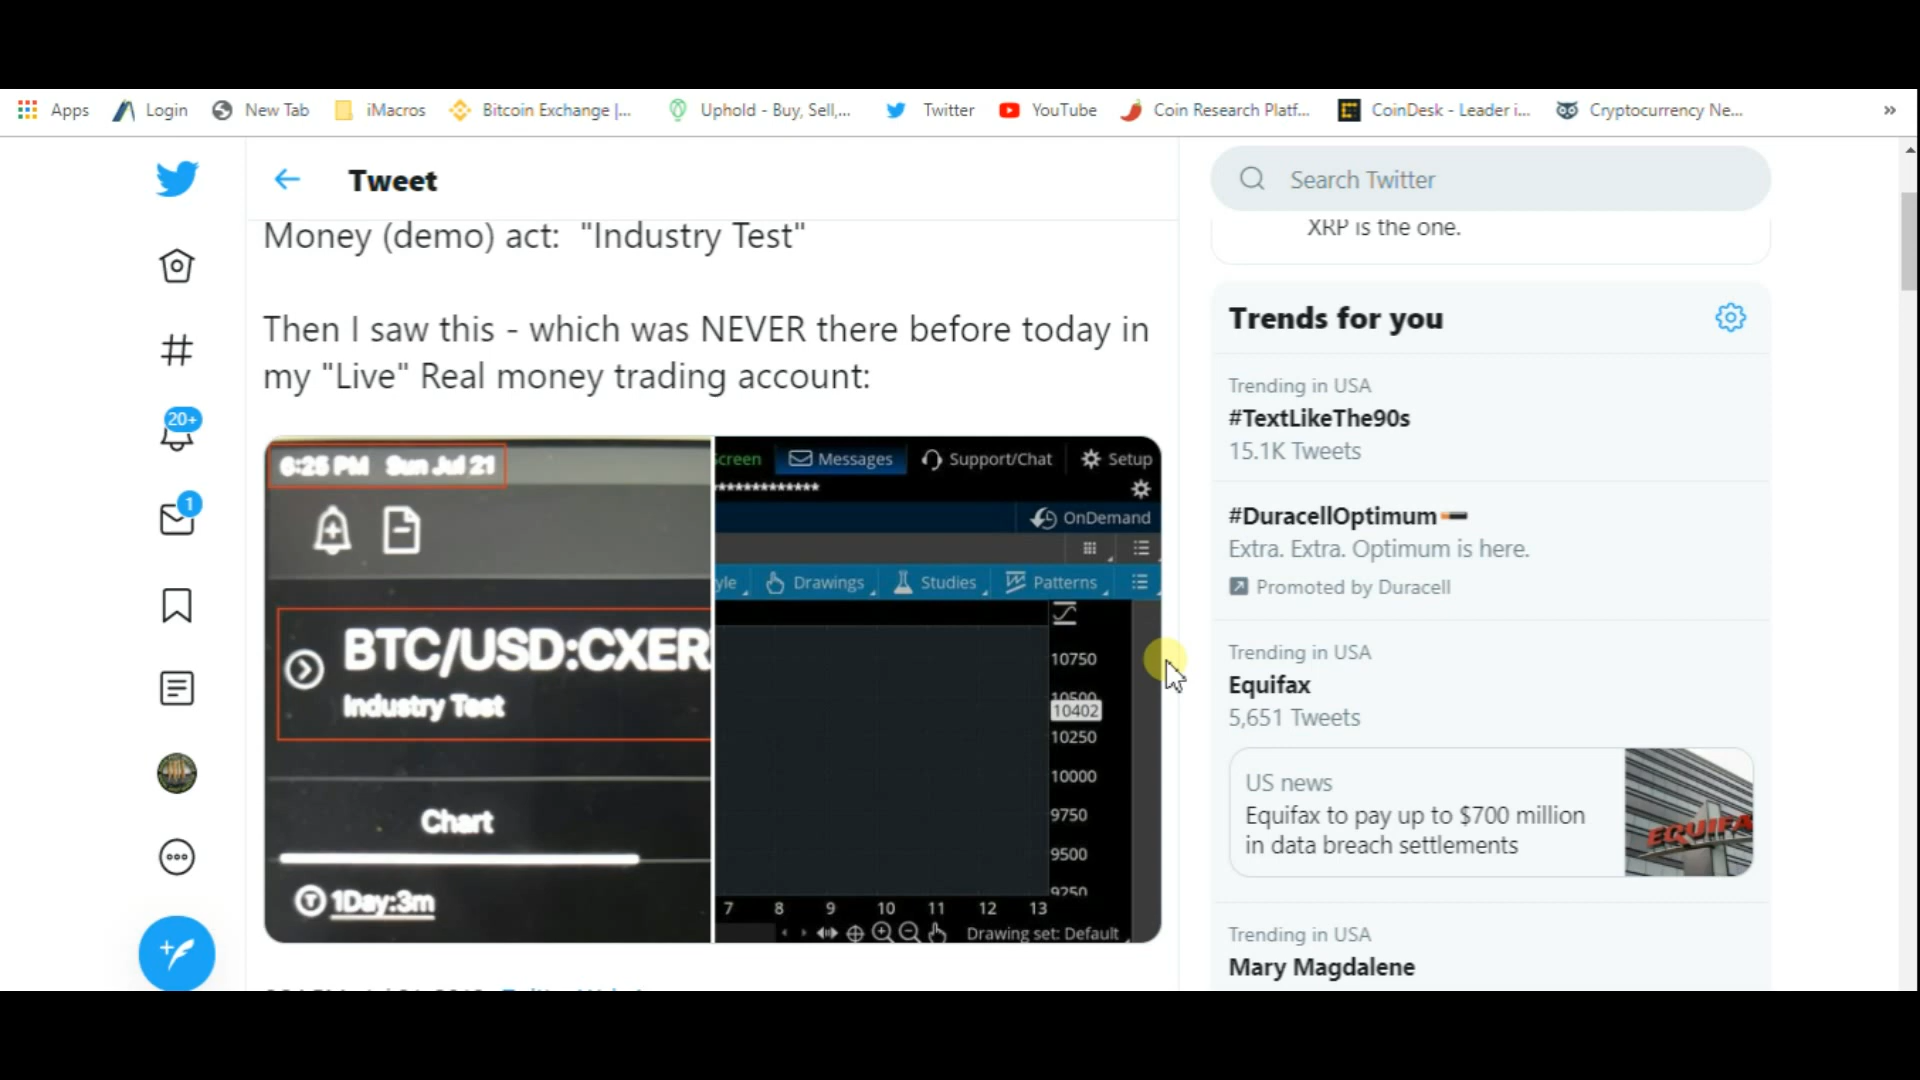 Apps
Login
New Tab
iMacros
Bitcoin Exchange |...
Uphold - Buy, Sell,...
Twitter
YouTube
Coin Research Platf...
CoinDesk - Leader i...
Cryptocurrency Ne...
»
Tweet
Search Twitter
Money (demo) act: "Industry Test"
Then I saw this - which was NEVER there before today in
my "Live" Real money trading account:
20+
1
6:25 PM Sun Jul 21
BTC/USD:CXER
Industry Test
Chart
1Day:3m
creen
Messages
Support/Chat
Setup
*************
OnDemand
yle
Drawings
Studies
Patterns
10750
10500
10402
10250
10000
9750
9500
9250
7 8 9 10 11 12 13
Drawing set: Default
XRP is the one.
Trends for you
Trending in USA
#TextLikeThe90s
15.1K Tweets
#DuracellOptimum
Extra. Extra. Optimum is here.
Promoted by Duracell
Trending in USA
Equifax
5,651 Tweets
US news
Equifax to pay up to $700 million
in data breach settlements
EQUIFA
Trending in USA
Mary Magdalene